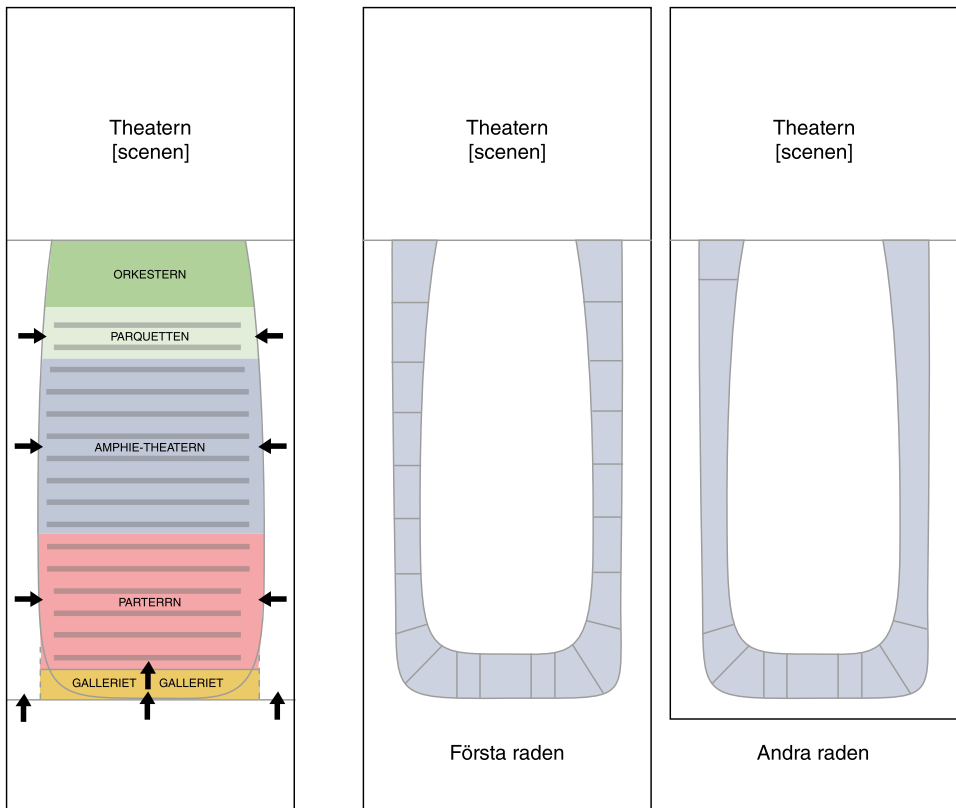 Theatern
[scenen]
ORKESTERN
PARQUETTEN
AMPHIE-THEATERN
PARTERRN
GALLERIET GALLERIET
Theatern
[scenen]
Första raden
Theatern
[scenen]
Andra raden